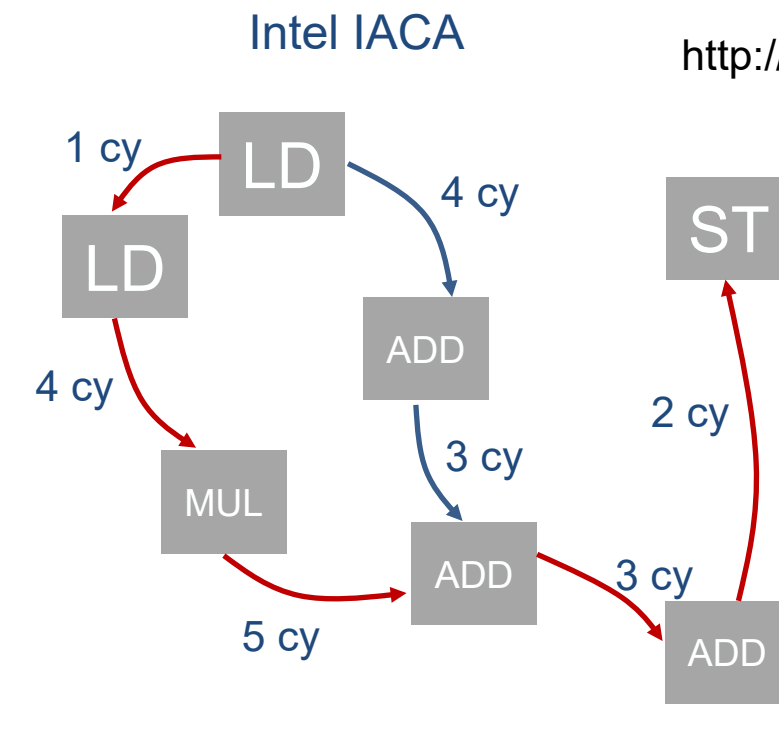 Intel IACA
http:/
1 cy
LD
4 cy
ST
LD
ADD
4 cy
2 cy
3 cy
MUL
ADD
3 cy
5 cy
ADD